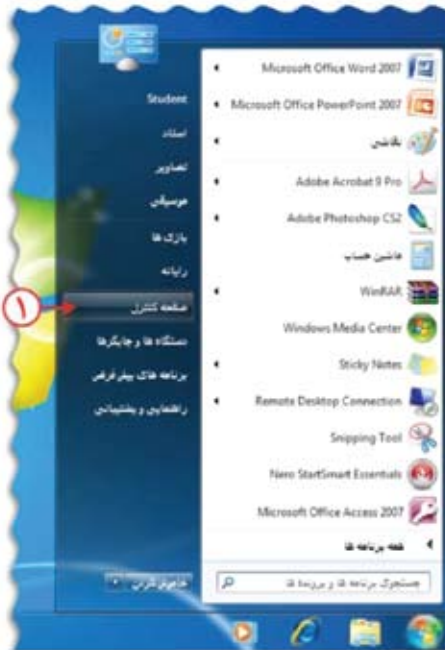 Microsoft Office Word 2007
Microsoft Office PowerPoint 2007
نقاشی
Adobe Acrobat 9 Pro
Adobe Photoshop CS2
ماشین حساب
WinRAR
Windows Media Center
Sticky Notes
Remote Desktop Connection
Snipping Tool
Nero StartSmart Essentials
Microsoft Office Access 2007
همه برنامه ها
جستجوی برنامه ها و پرونده ها
Student
اسناد
تصاویر
موسیقی
بازی ها
رایانه
صفحه کنترل
دستگاه ها و چاپگرها
برنامه های پیش فرض
راهنمایی و پشتیبانی
خاموش کردن
۱